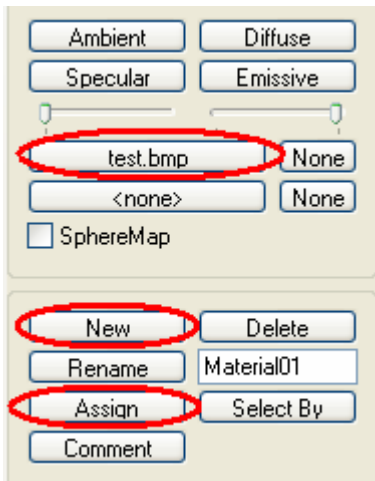 Ambient Diffuse
Specular Emissive
test.bmp None
<none> None
SphereMap
New Delete
Rename Material01
Assign Select By
Comment